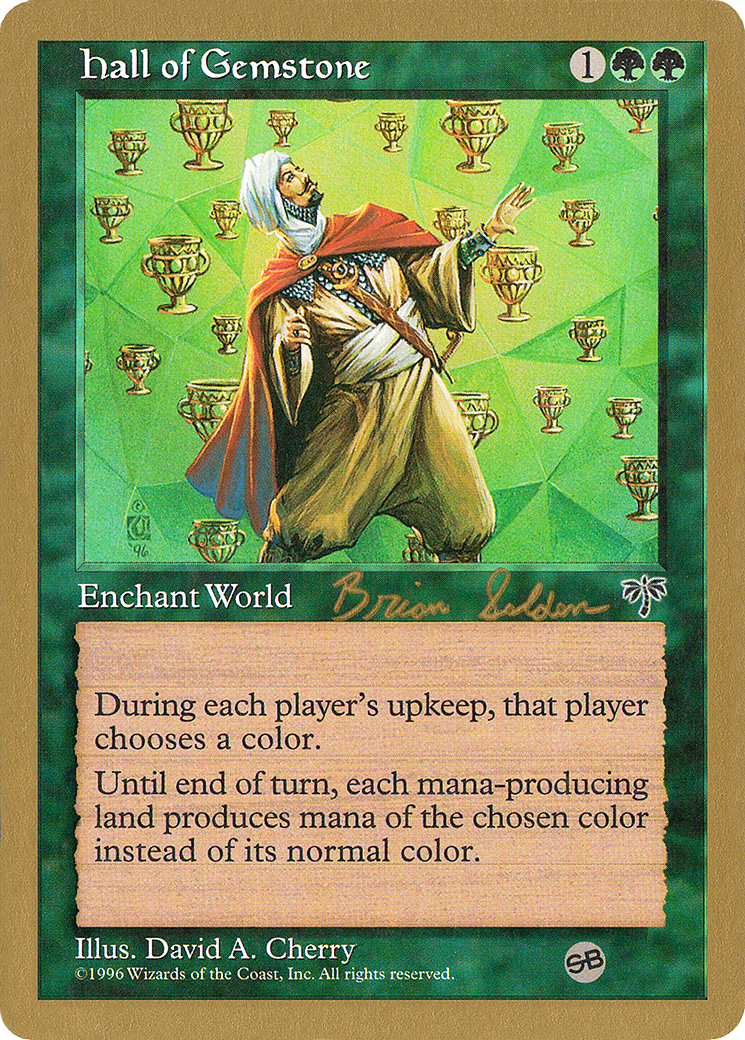 Hall of Gemstone 1
'96
Enchant World Brian Selden
During each player's upkeep, that player
chooses a color.
Until end of turn, each mana-producing
land produces mana of the chosen color
instead of its normal color.
Illus. David A. Cherry
©1996 Wizards of the Coast, Inc. All rights reserved.
SB